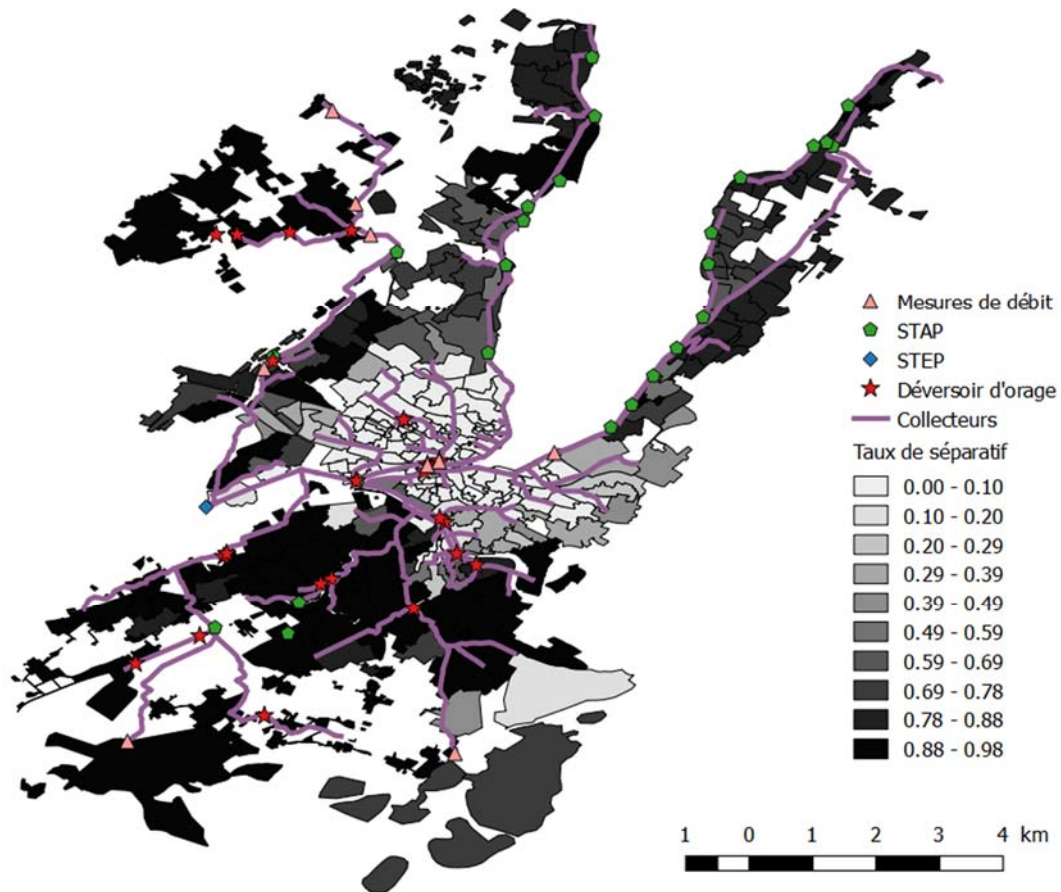 Mesures de débit
STAP
STEP
Déversoir d'orage
Collecteurs
Taux de séparatif
0.00 - 0.10
0.10 - 0.20
0.20 - 0.29
0.29 - 0.39
0.39 - 0.49
0.49 - 0.59
0.59 - 0.69
0.69 - 0.78
0.78 - 0.88
0.88 - 0.98
1 0 1 2 3 4 km